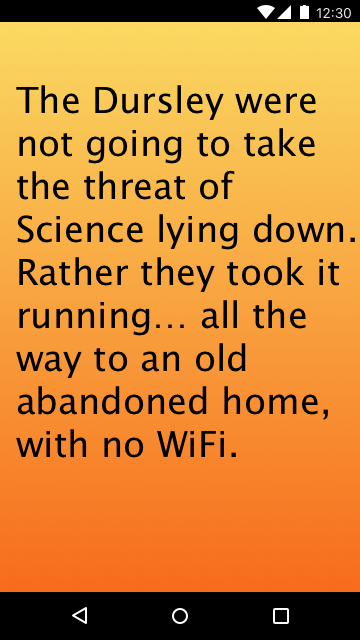 12:30
The Dursley were
not going to take
the threat of
Science lying down.
Rather they took it
running... all the
way to an old
abandoned home,
with no WiFi.